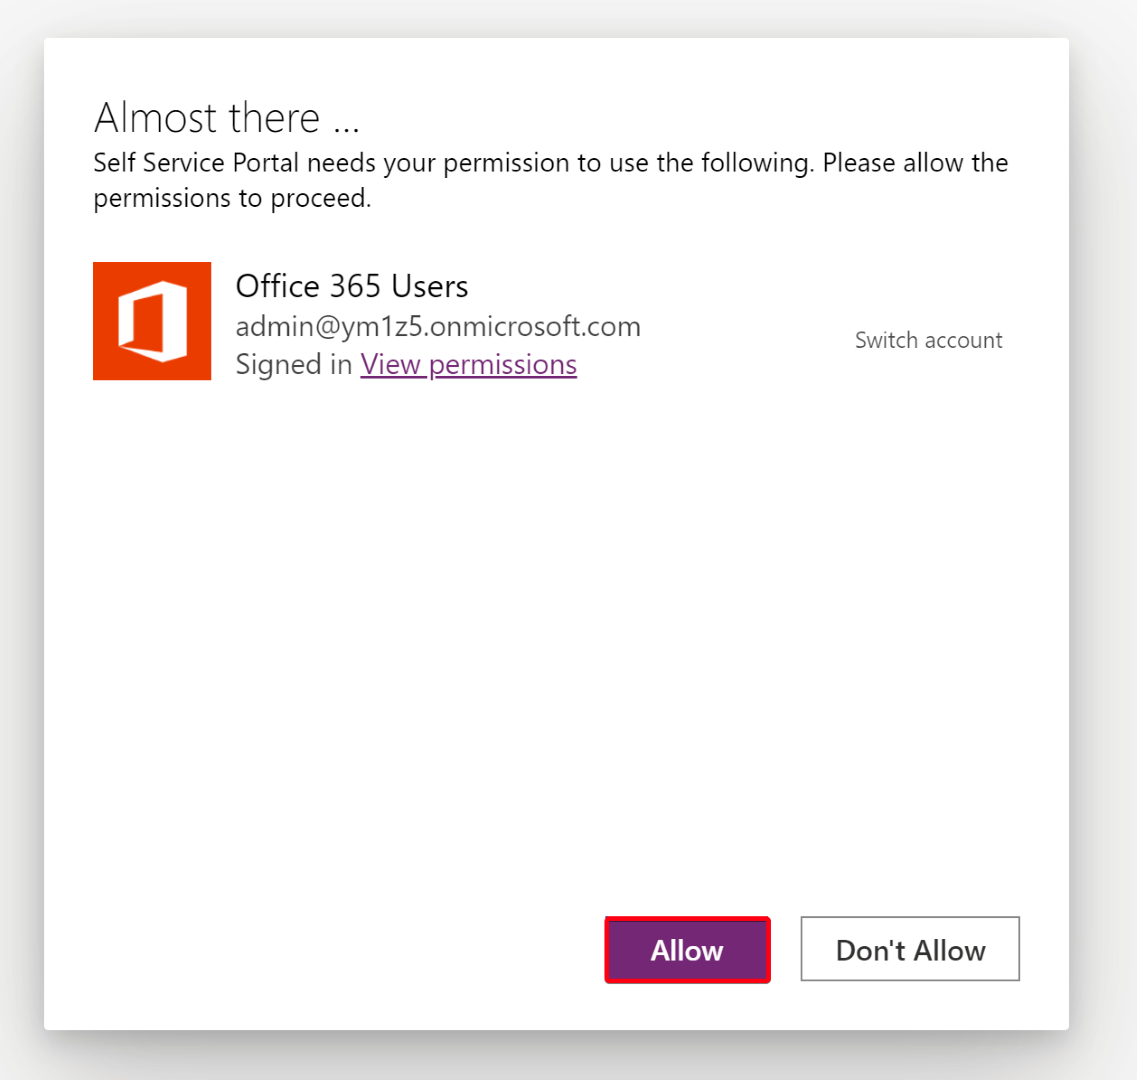 Almost there ...
Self Service Portal needs your permission to use the following. Please allow the
permissions to proceed.
Office 365 Users
admin@ym1z5.onmicrosoft.com
Switch account
Signed in View permissions
Allow
Don't Allow